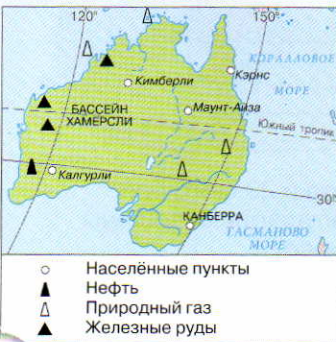 120°
150°
Кимберли
Кэрнс
КОРАЛЛОВОЕ
МОРЕ
Маунт-Айза
БАССЕЙН
ХАМЕРСЛИ
Южный тропик
Калгурли
30°
КАНБЕРРА
ТАСМАНОВО
МОРЕ
Населённые пункты
Нефть
Природный газ
Железные руды